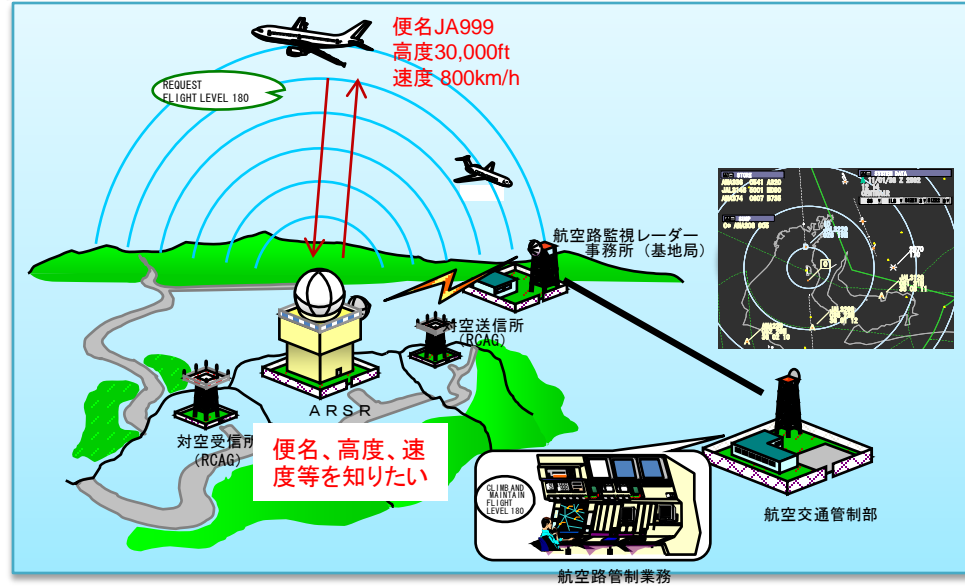 便名JA999
高度30,000ft
速度 800km/h
REQUEST
FLIGHT LEVEL 180
航空路監視レーダー
事務所（基地局）
対空送信所
(RCAG)
ARSR
対空受信所
(RCAG)
便名、高度、速
度等を知りたい
CLIMB AND
MAINTAIN
FLIGHT
LEVEL 180
航空交通管制部
航空路管制業務
STORE
SYSTEM DATA